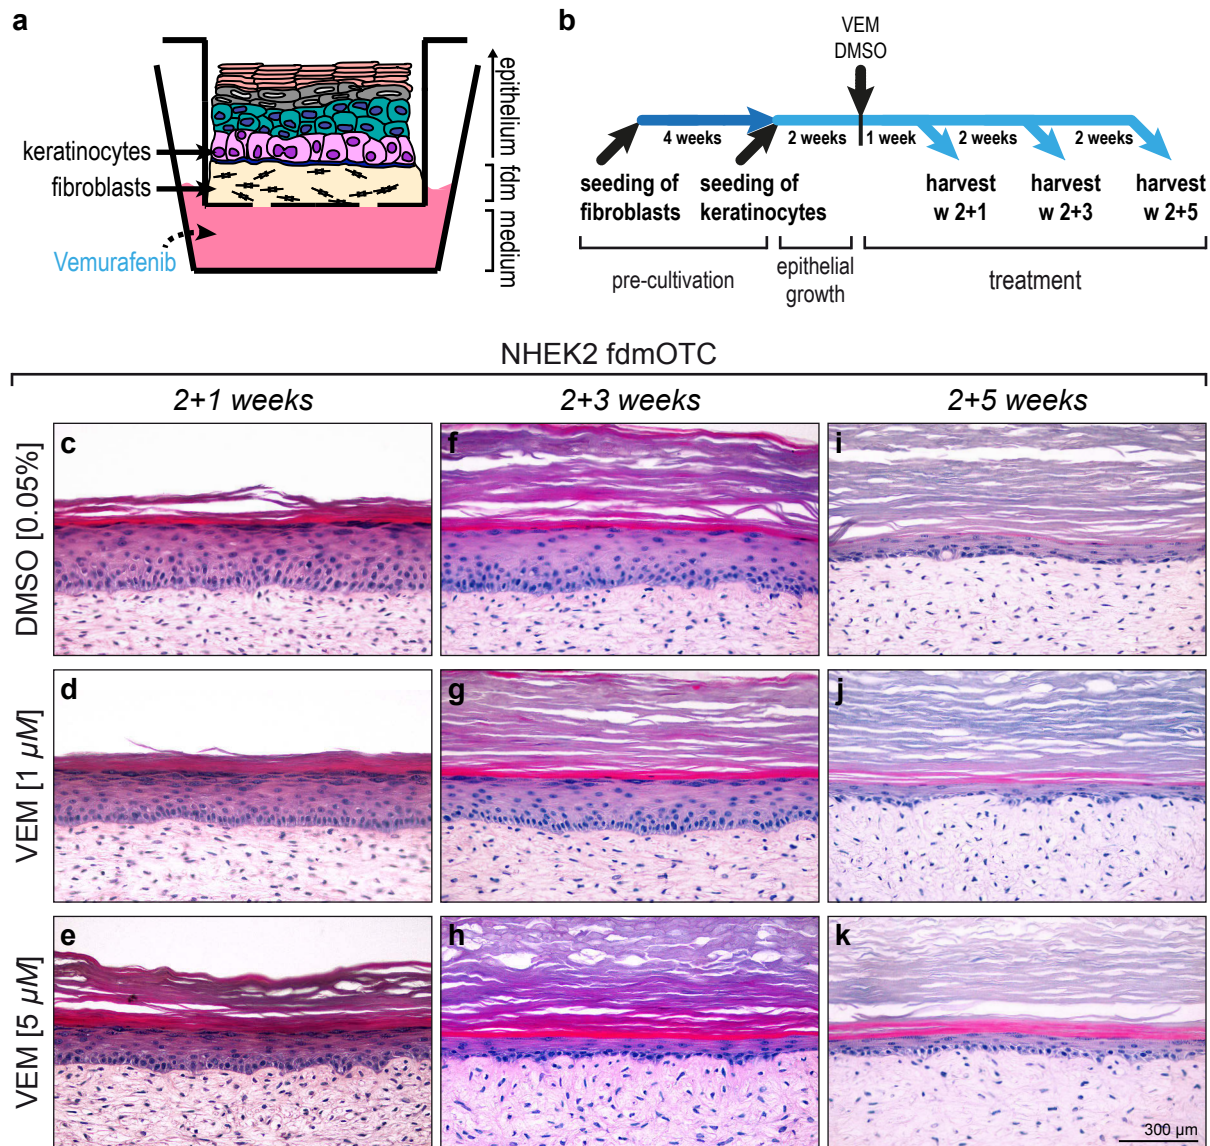 a
keratinocytes
fibroblasts
Vemurafenib
epithelium
fdm
medium
b
VEM
DMSO
4 weeks
2 weeks
1 week
2 weeks
2 weeks
seeding of
fibroblasts
seeding of
keratinocytes
harvest
w 2+1
harvest
w 2+3
harvest
w 2+5
pre-cultivation
epithelial
growth
treatment
NHEK2 fdmOTC
2+1 weeks
2+3 weeks
2+5 weeks
DMSO [0.05%]
c
f
i
VEM [1 µM]
d
g
j
VEM [5 µM]
e
h
k
300 µm